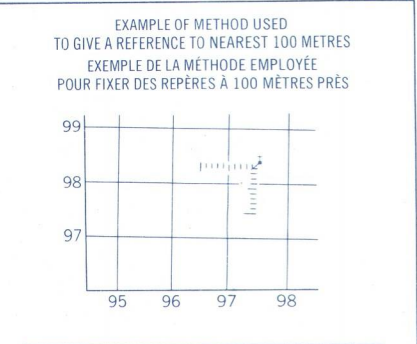 EXAMPLE OF METHOD USED
TO GIVE A REFERENCE TO NEAREST 100 METRES
EXEMPLE DE LA MÉTHODE EMPLOYÉE
POUR FIXER DES REPÈRES À 100 MÈTRES PRÈS
99
98
97
95 96 97 98